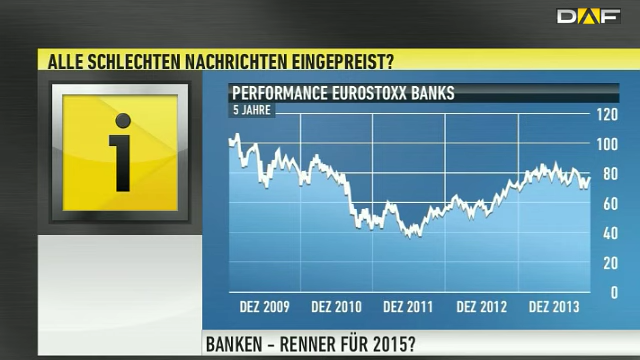 DAF
ALLE SCHLECHTEN NACHRICHTEN EINGEPREIST?
i
PERFORMANCE EUROSTOXX BANKS
5 JAHRE
120
100
80
60
40
20
0
DEZ 2009 DEZ 2010 DEZ 2011 DEZ 2012 DEZ 2013
BANKEN - RENNER FÜR 2015?